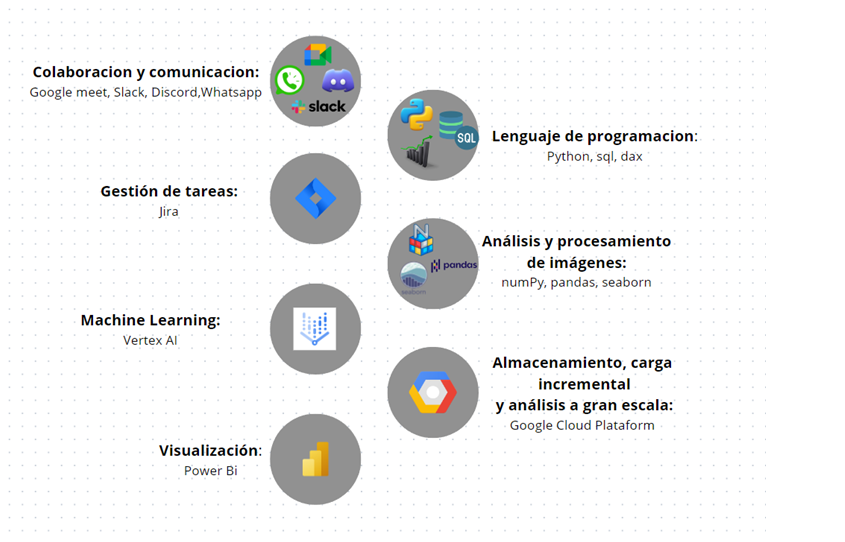 Colaboracion y comunicacion:
Google meet, Slack, Discord,Whatsapp
slack
SQL
Lenguaje de programacion:
Python, sql, dax
Gestión de tareas:
Jira
Análisis y procesamiento
de imágenes:
numPy, pandas, seaborn
N
pandas
Machine Learning:
Vertex AI
Almacenamiento, carga
incremental
y análisis a gran escala:
Google Cloud Plataform
Visualización:
Power Bi